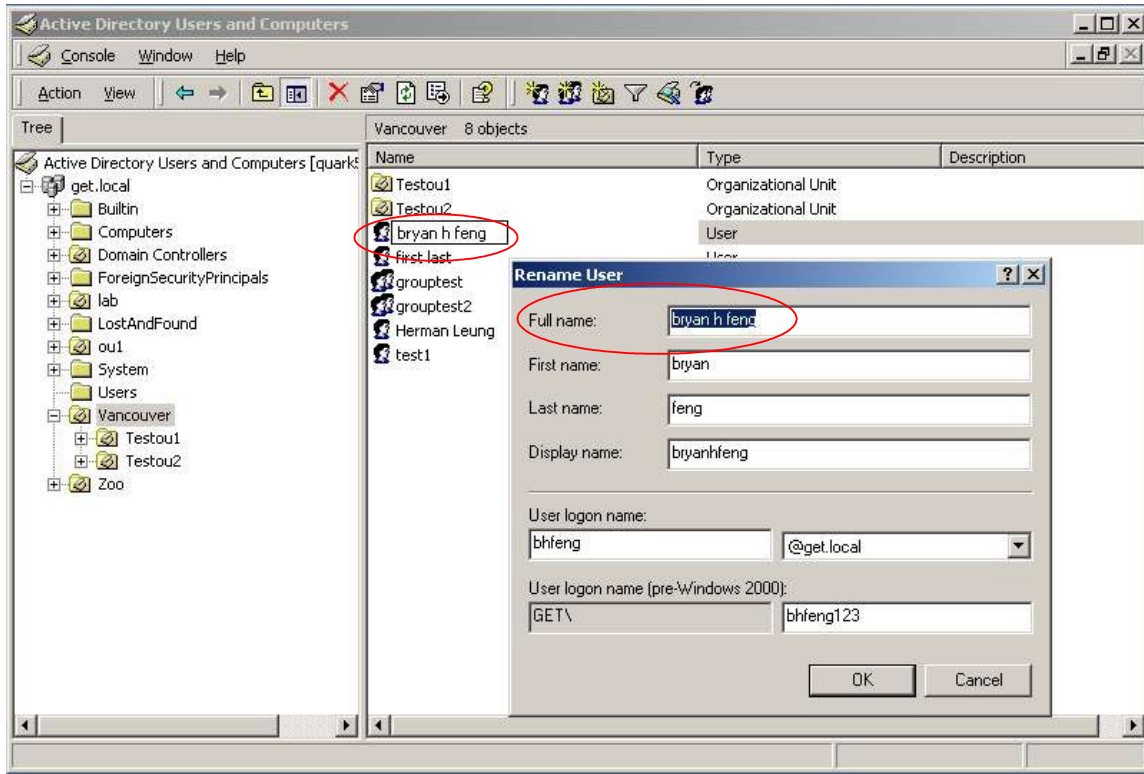 Active Directory Users and Computers
Console Window Help
Action View
Tree
Vancouver 8 objects
Active Directory Users and Computers [quark
get.local
Builtin
Computers
Domain Controllers
ForeignSecurityPrincipals
lab
LostAndFound
ou1
System
Users
Vancouver
Testou1
Testou2
Zoo
Name Type Description
Testou1 Organizational Unit
Testou2 Organizational Unit
bryan h feng User
first last User
grouptest
grouptest2
Herman Leung
test1
Rename User
Full name: bryan h feng
First name: bryan
Last name: feng
Display name: bryanhfeng
User logon name:
bhfeng @get.local
User logon name (pre-Windows 2000):
GET\ bhfeng123
OK Cancel